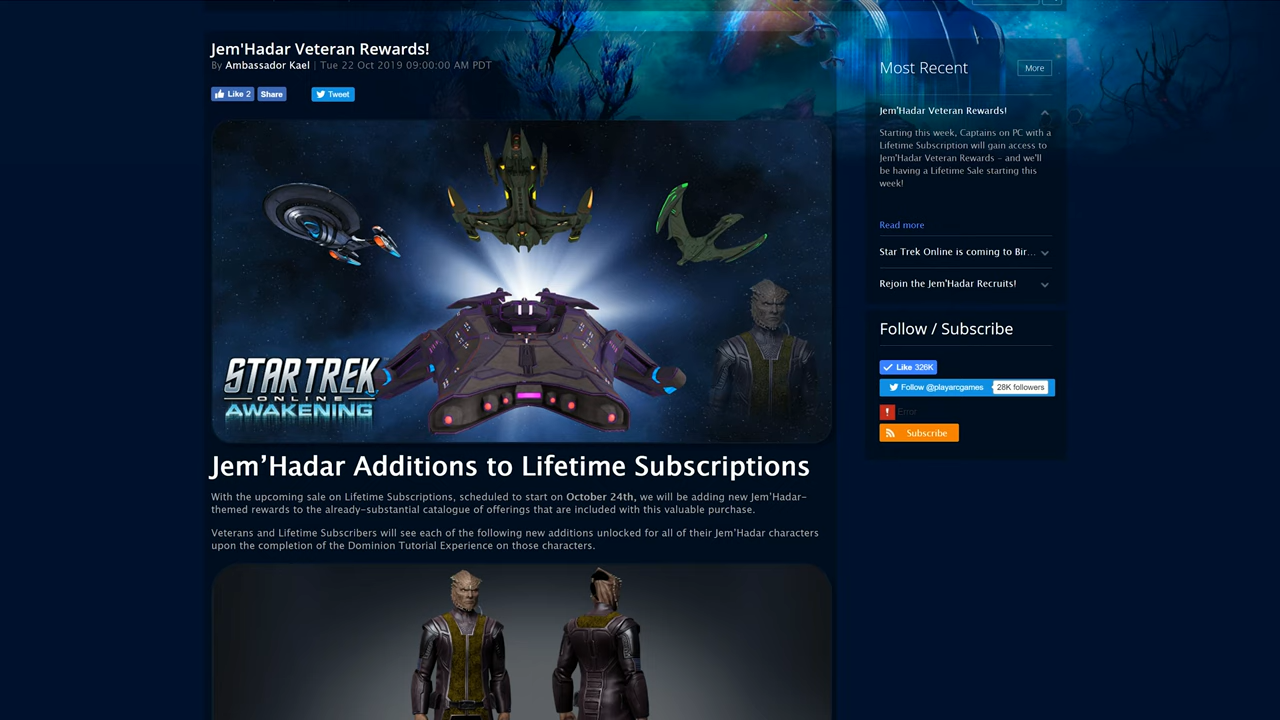 Jem'Hadar Veteran Rewards!
By Ambassador Kael | Tue 22 Oct 2019 09:00:00 AM PDT
Like 2 Share Tweet
STAR TREK
ONLINE
AWAKENING
Jem’Hadar Additions to Lifetime Subscriptions
With the upcoming sale on Lifetime Subscriptions, scheduled to start on October 24th, we will be adding new Jem’Hadar-
themed rewards to the already-substantial catalogue of offerings that are included with this valuable purchase.
Veterans and Lifetime Subscribers will see each of the following new additions unlocked for all of their Jem’Hadar characters
upon the completion of the Dominion Tutorial Experience on those characters.
Most Recent More
Jem'Hadar Veteran Rewards!
Starting this week, Captains on PC with a
Lifetime Subscription will gain access to
Jem'Hadar Veteran Rewards - and we'll
be having a Lifetime Sale starting this
week!
Read more
Star Trek Online is coming to Bir...
Rejoin the Jem'Hadar Recruits!
Follow / Subscribe
Like 326K
Follow @playarcgames 28K followers
Error
Subscribe